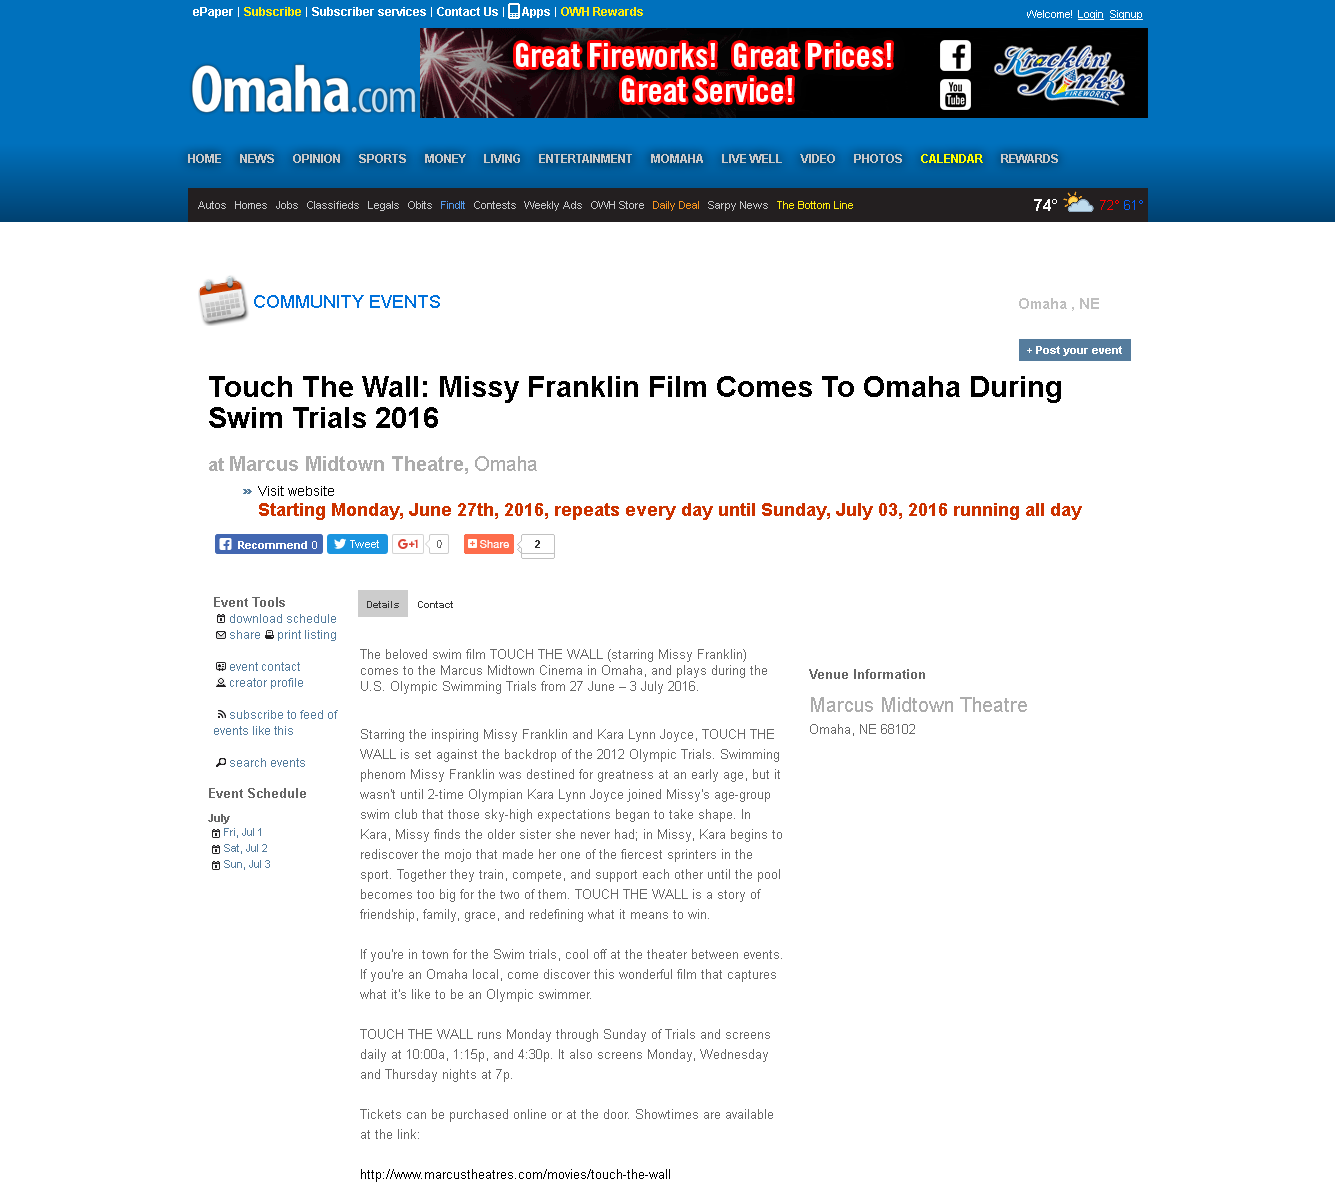 ePaper | Subscribe | Subscriber services | Contact Us | Apps | OWH Rewards
Welcome! Login Signup
Great Fireworks! Great Prices!
Great Service!
You Tube
Kracklin' Kirk's
FIREWORKS
Omaha.com
HOME NEWS OPINION SPORTS MONEY LIVING ENTERTAINMENT MOMAHA LIVE WELL VIDEO PHOTOS CALENDAR REWARDS
Autos Homes Jobs Classifieds Legals Obits FindIt Contests Weekly Ads OWH Store Daily Deal Sarpy News The Bottom Line
74° 72° 61°
COMMUNITY EVENTS
Omaha , NE
+ Post your event
Touch The Wall: Missy Franklin Film Comes To Omaha During
Swim Trials 2016
at Marcus Midtown Theatre, Omaha
» Visit website
Starting Monday, June 27th, 2016, repeats every day until Sunday, July 03, 2016 running all day
Recommend 0 Tweet G+1 0 Share 2
Event Tools
download schedule
share print listing
event contact
creator profile
subscribe to feed of
events like this
search events
Event Schedule
July
Fri, Jul 1
Sat, Jul 2
Sun, Jul 3
Details Contact
The beloved swim film TOUCH THE WALL (starring Missy Franklin)
comes to the Marcus Midtown Cinema in Omaha, and plays during the
U.S. Olympic Swimming Trials from 27 June – 3 July 2016.
Starring the inspiring Missy Franklin and Kara Lynn Joyce, TOUCH THE
WALL is set against the backdrop of the 2012 Olympic Trials. Swimming
phenom Missy Franklin was destined for greatness at an early age, but it
wasn't until 2-time Olympian Kara Lynn Joyce joined Missy's age-group
swim club that those sky-high expectations began to take shape. In
Kara, Missy finds the older sister she never had; in Missy, Kara begins to
rediscover the mojo that made her one of the fiercest sprinters in the
sport. Together they train, compete, and support each other until the pool
becomes too big for the two of them. TOUCH THE WALL is a story of
friendship, family, grace, and redefining what it means to win.
If you're in town for the Swim trials, cool off at the theater between events.
If you're an Omaha local, come discover this wonderful film that captures
what it's like to be an Olympic swimmer.
TOUCH THE WALL runs Monday through Sunday of Trials and screens
daily at 10:00a, 1:15p, and 4:30p. It also screens Monday, Wednesday
and Thursday nights at 7p.
Tickets can be purchased online or at the door. Showtimes are available
at the link:
http://www.marcustheatres.com/movies/touch-the-wall
Venue Information
Marcus Midtown Theatre
Omaha, NE 68102